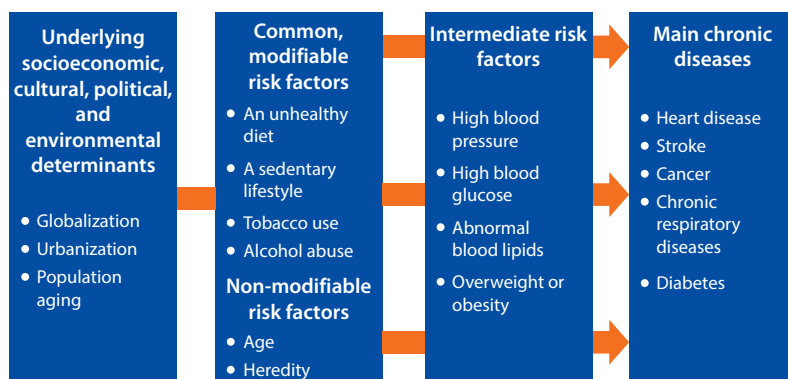 Underlying
socioeconomic,
cultural, political,
and
environmental
determinants
• Globalization
• Urbanization
• Population
aging
Common,
modifiable
risk factors
• An unhealthy
diet
• A sedentary
lifestyle
• Tobacco use
• Alcohol abuse
Non-modifiable
risk factors
• Age
• Heredity
Intermediate risk
factors
• High blood
pressure
• High blood
glucose
• Abnormal
blood lipids
• Overweight or
obesity
Main chronic
diseases
• Heart disease
• Stroke
• Cancer
• Chronic
respiratory
diseases
• Diabetes